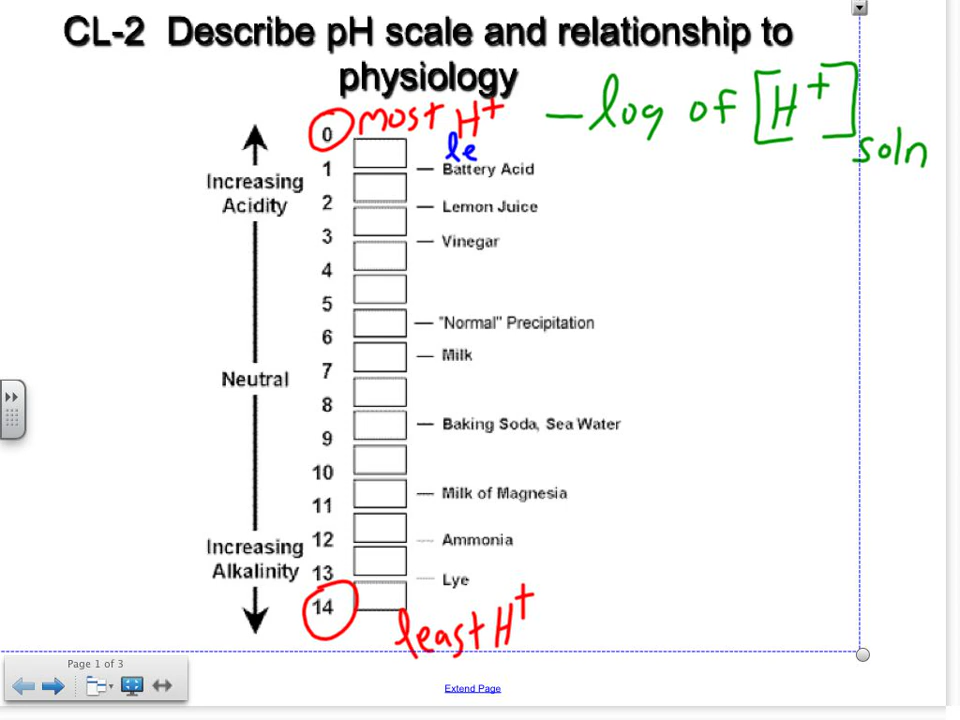 CL-2 Describe pH scale and relationship to
physiology
most H+
le
-log of [H+] soln
0
1
Battery Acid
Increasing
Acidity
2
Lemon Juice
3
Vinegar
4
5
"Normal" Precipitation
6
Milk
7
Neutral
8
Baking Soda, Sea Water
9
10
Milk of Magnesia
11
12
Ammonia
Increasing
Alkalinity
13
Lye
14
least H+
Page 1 of 3
Extend Page